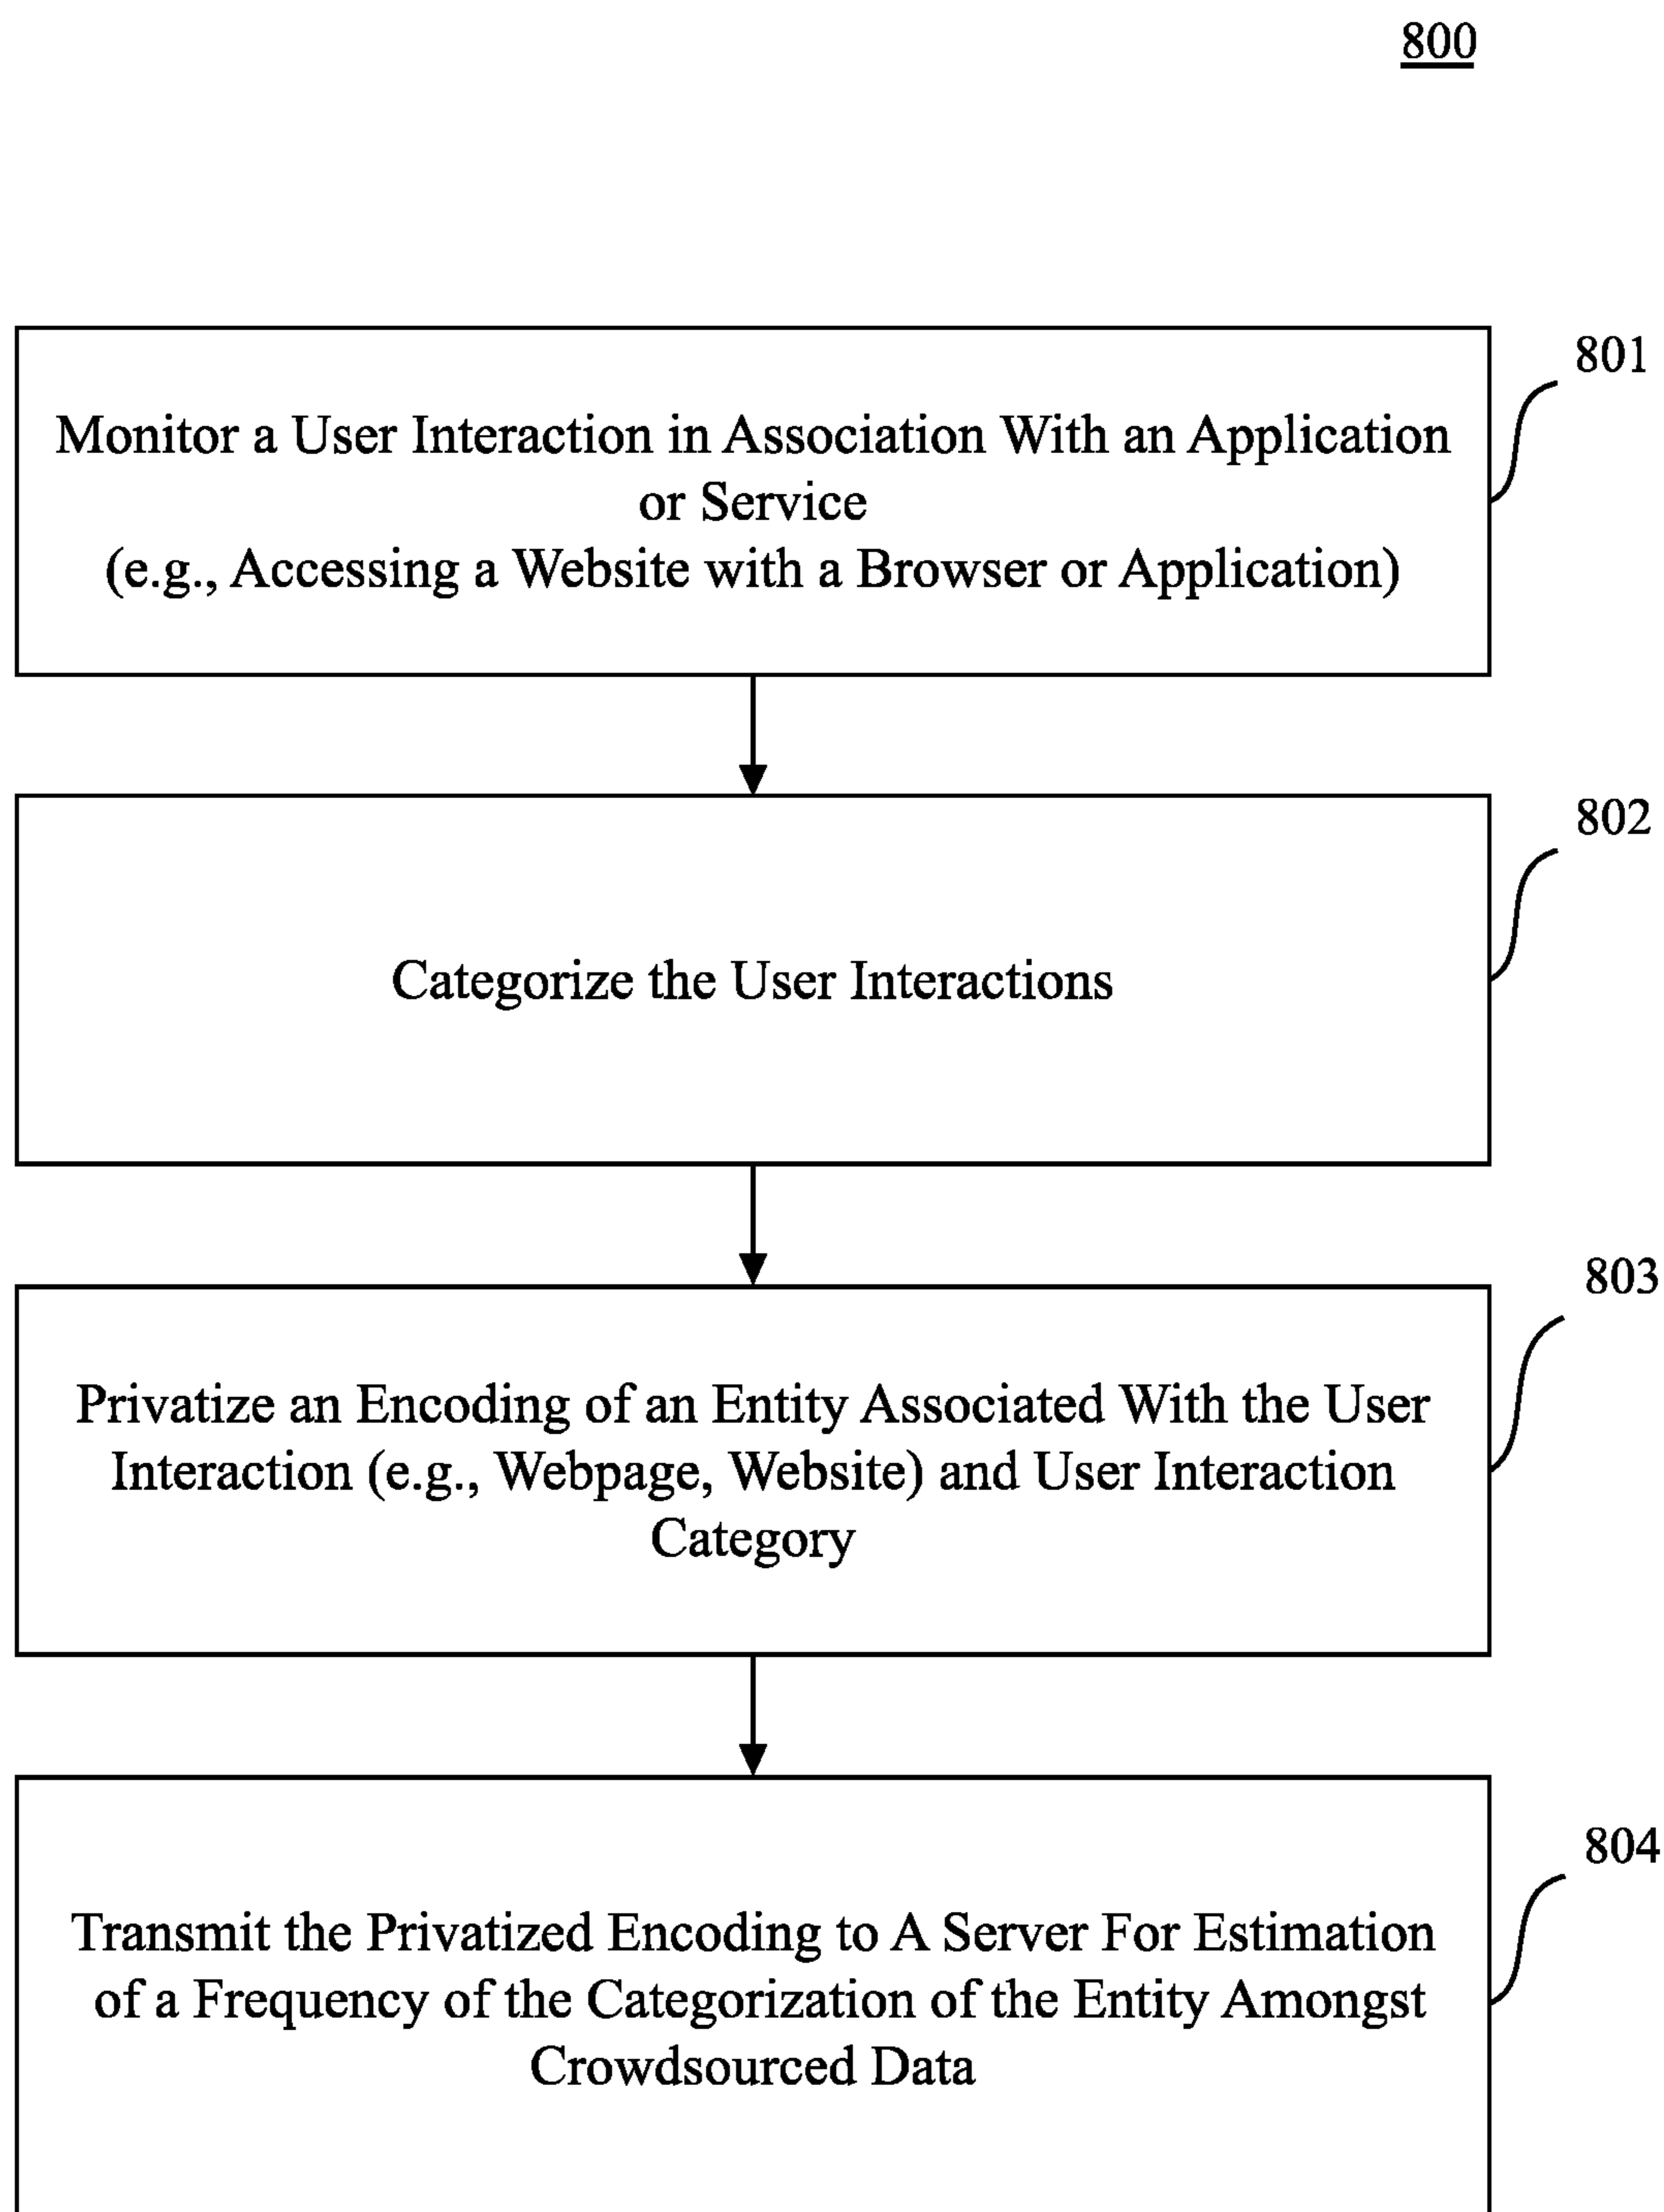 800
801
Monitor a User Interaction in Association With an Application
or Service
(e.g., Accessing a Website with a Browser or Application)
802
Categorize the User Interactions
803
Privatize an Encoding of an Entity Associated With the User
Interaction (e.g., Webpage, Website) and User Interaction
Category
804
Transmit the Privatized Encoding to A Server For Estimation
of a Frequency of the Categorization of the Entity Amongst
Crowdsourced Data